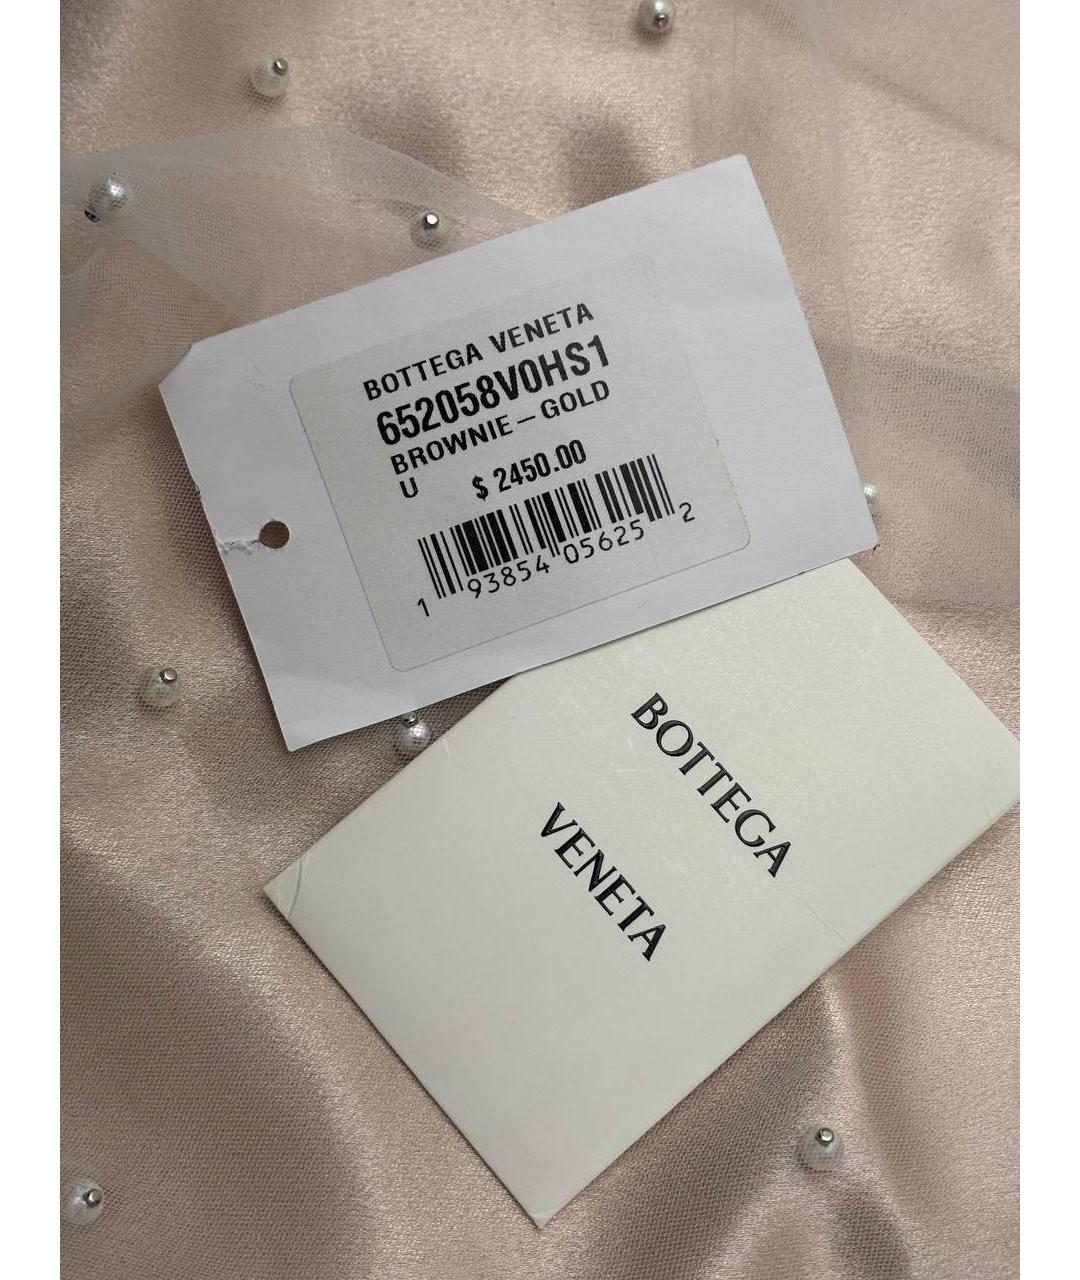 BOTTEGA VENETA
652058V0HS1
BROWNIE – GOLD
U $ 2450.00
1 93854 05625 2
BOTTEGA
VENETA